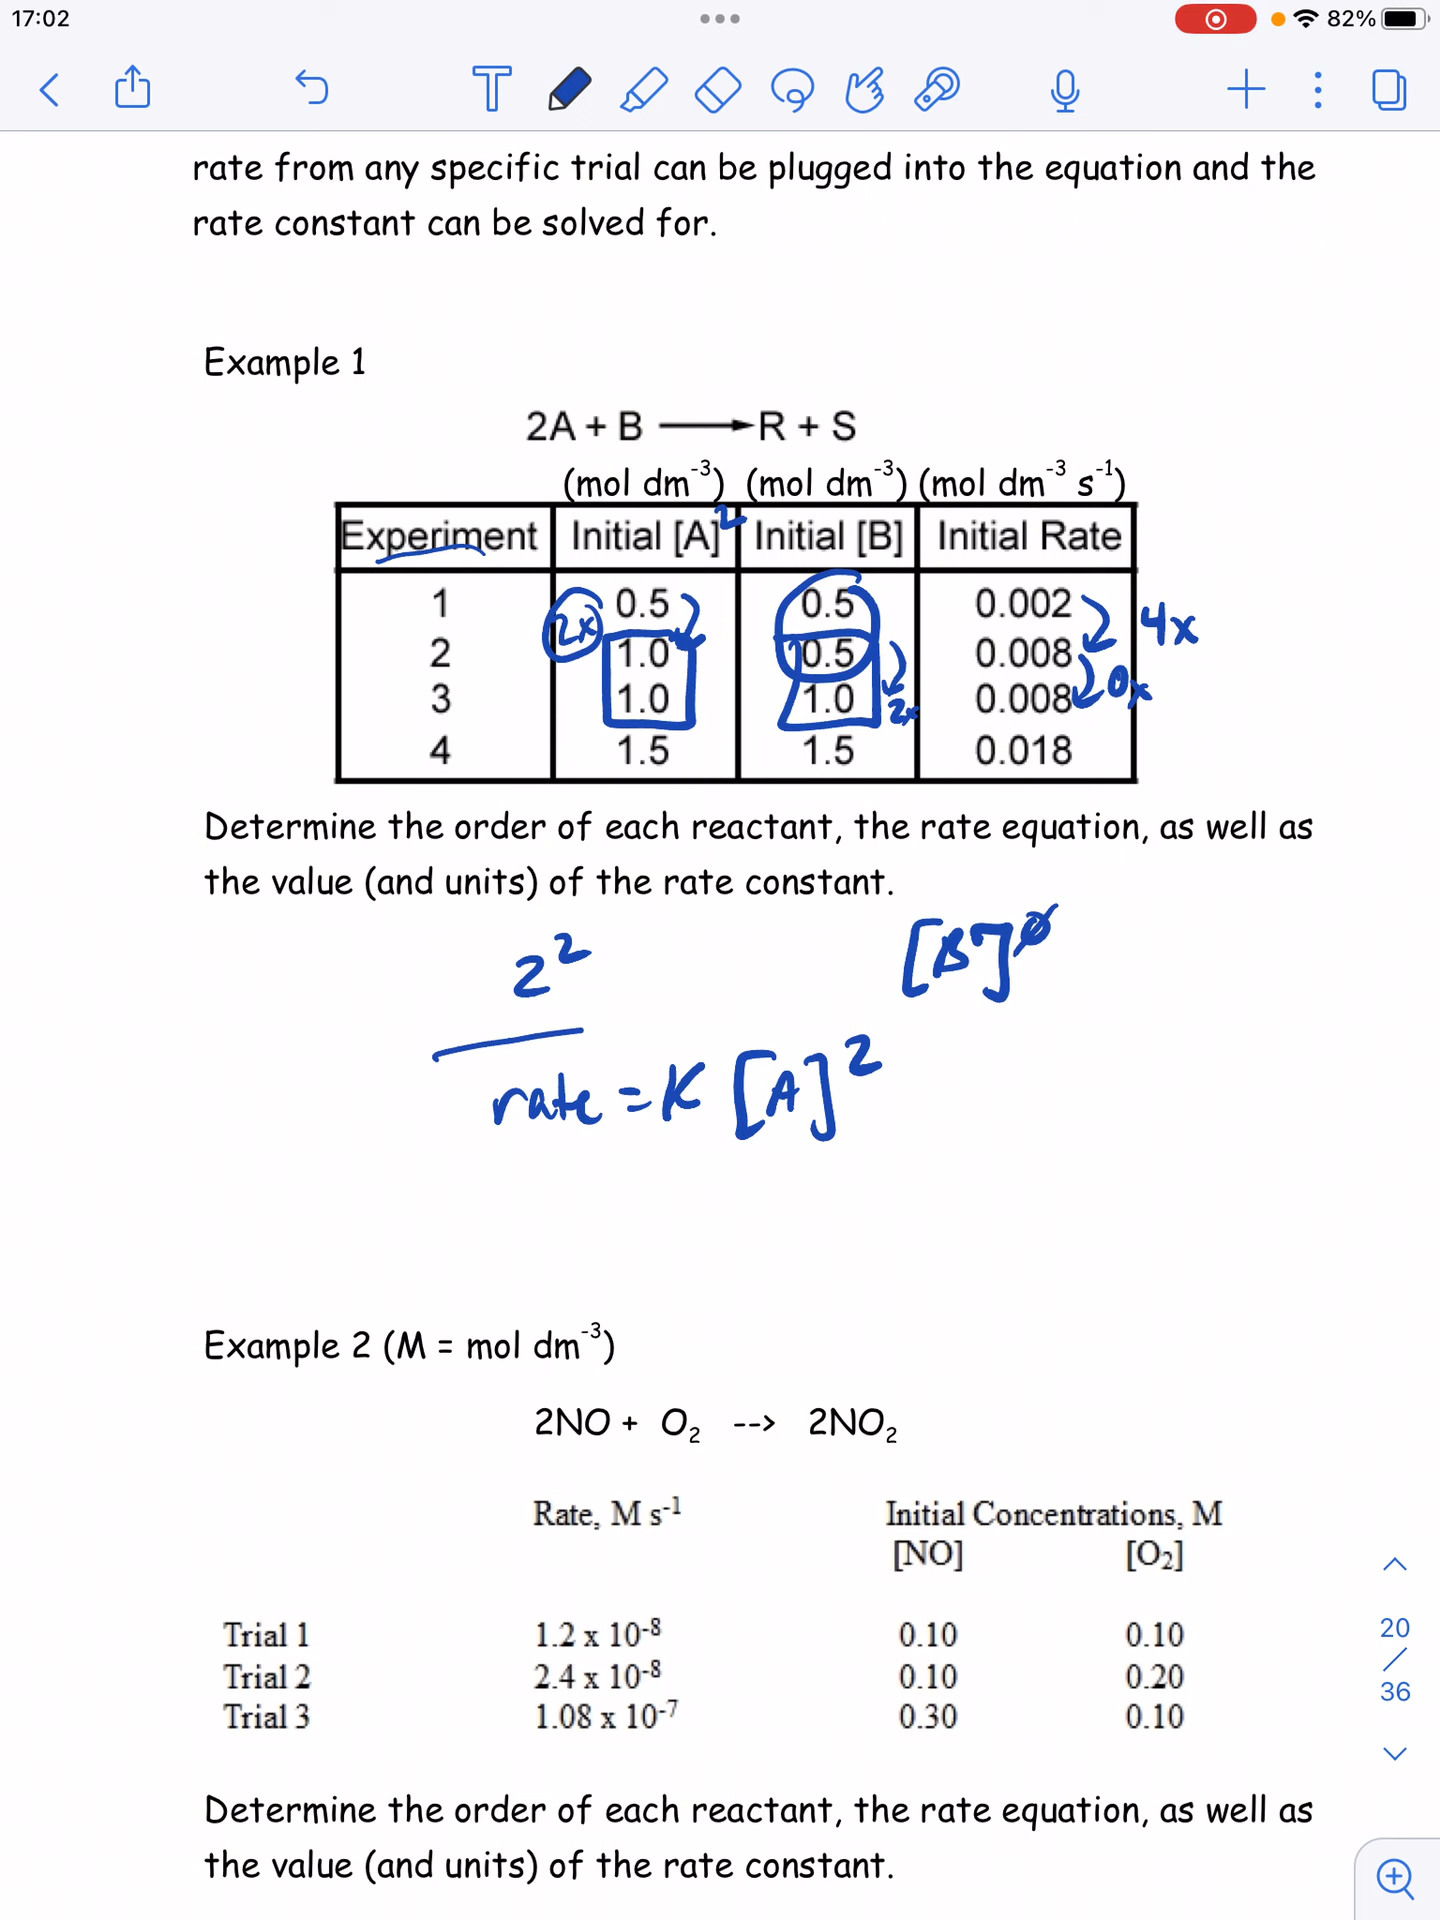 17:02
82%
T
rate from any specific trial can be plugged into the equation and the
rate constant can be solved for.
Example 1
2A + B ⟶ R + S
(mol dm⁻³) (mol dm⁻³) (mol dm⁻³ s⁻¹)
Experiment Initial [A]² Initial [B] Initial Rate
1 2x 0.5 0.5 0.002 4x
2 1.0 0.5 0.008 0x
3 1.0 1.0 2x 0.008
4 1.5 1.5 0.018
Determine the order of each reactant, the rate equation, as well as
the value (and units) of the rate constant.
2² [B]⁰
rate = K [A]²
Example 2 (M = mol dm⁻³)
2NO + O₂ --> 2NO₂
Rate, M s⁻¹ Initial Concentrations, M
[NO] [O₂]
Trial 1 1.2 x 10⁻⁸ 0.10 0.10
Trial 2 2.4 x 10⁻⁸ 0.10 0.20
Trial 3 1.08 x 10⁻⁷ 0.30 0.10
20
/
36
Determine the order of each reactant, the rate equation, as well as
the value (and units) of the rate constant.